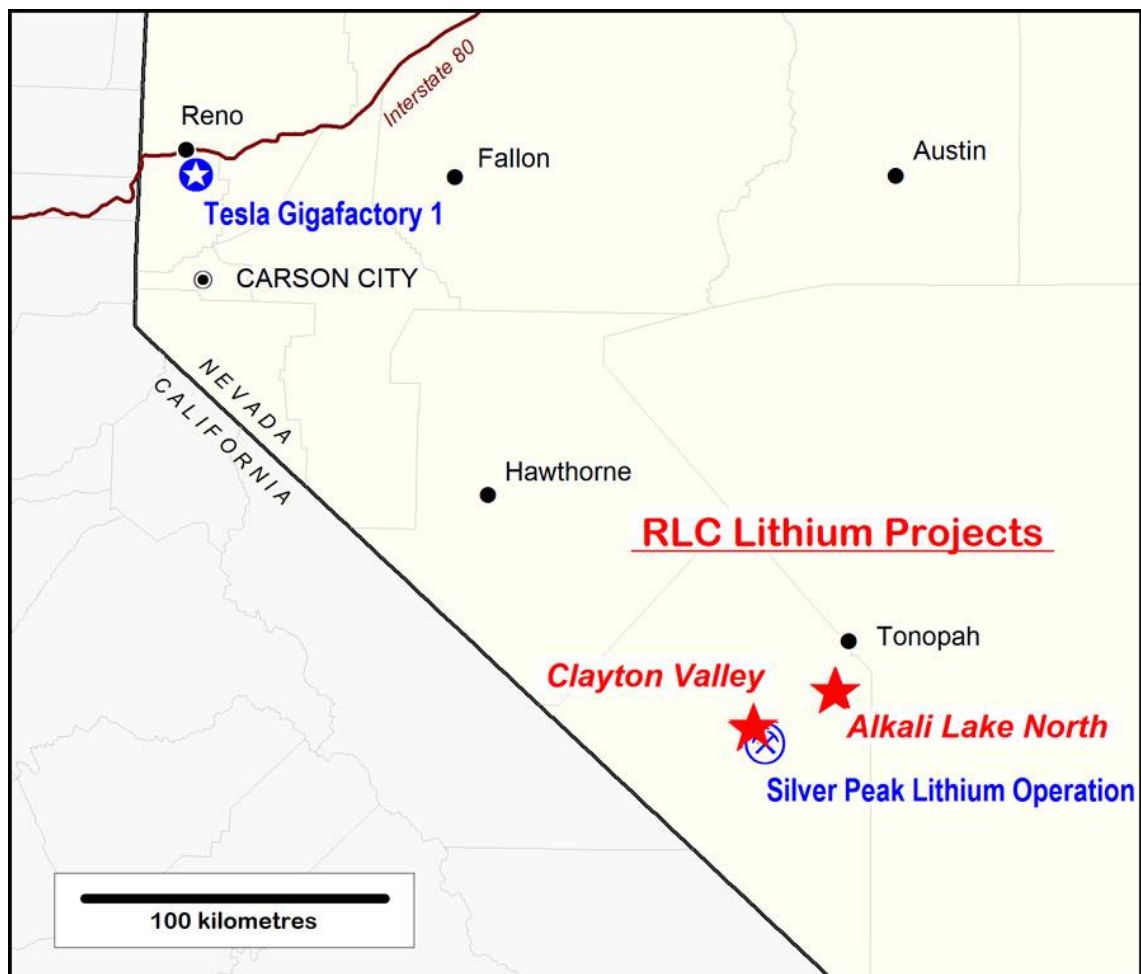 Interstate 80
Reno
Fallon
Austin
Tesla Gigafactory 1
CARSON CITY
NEVADA
CALIFORNIA
Hawthorne
RLC Lithium Projects
Tonopah
Clayton Valley
Alkali Lake North
Silver Peak Lithium Operation
100 kilometres